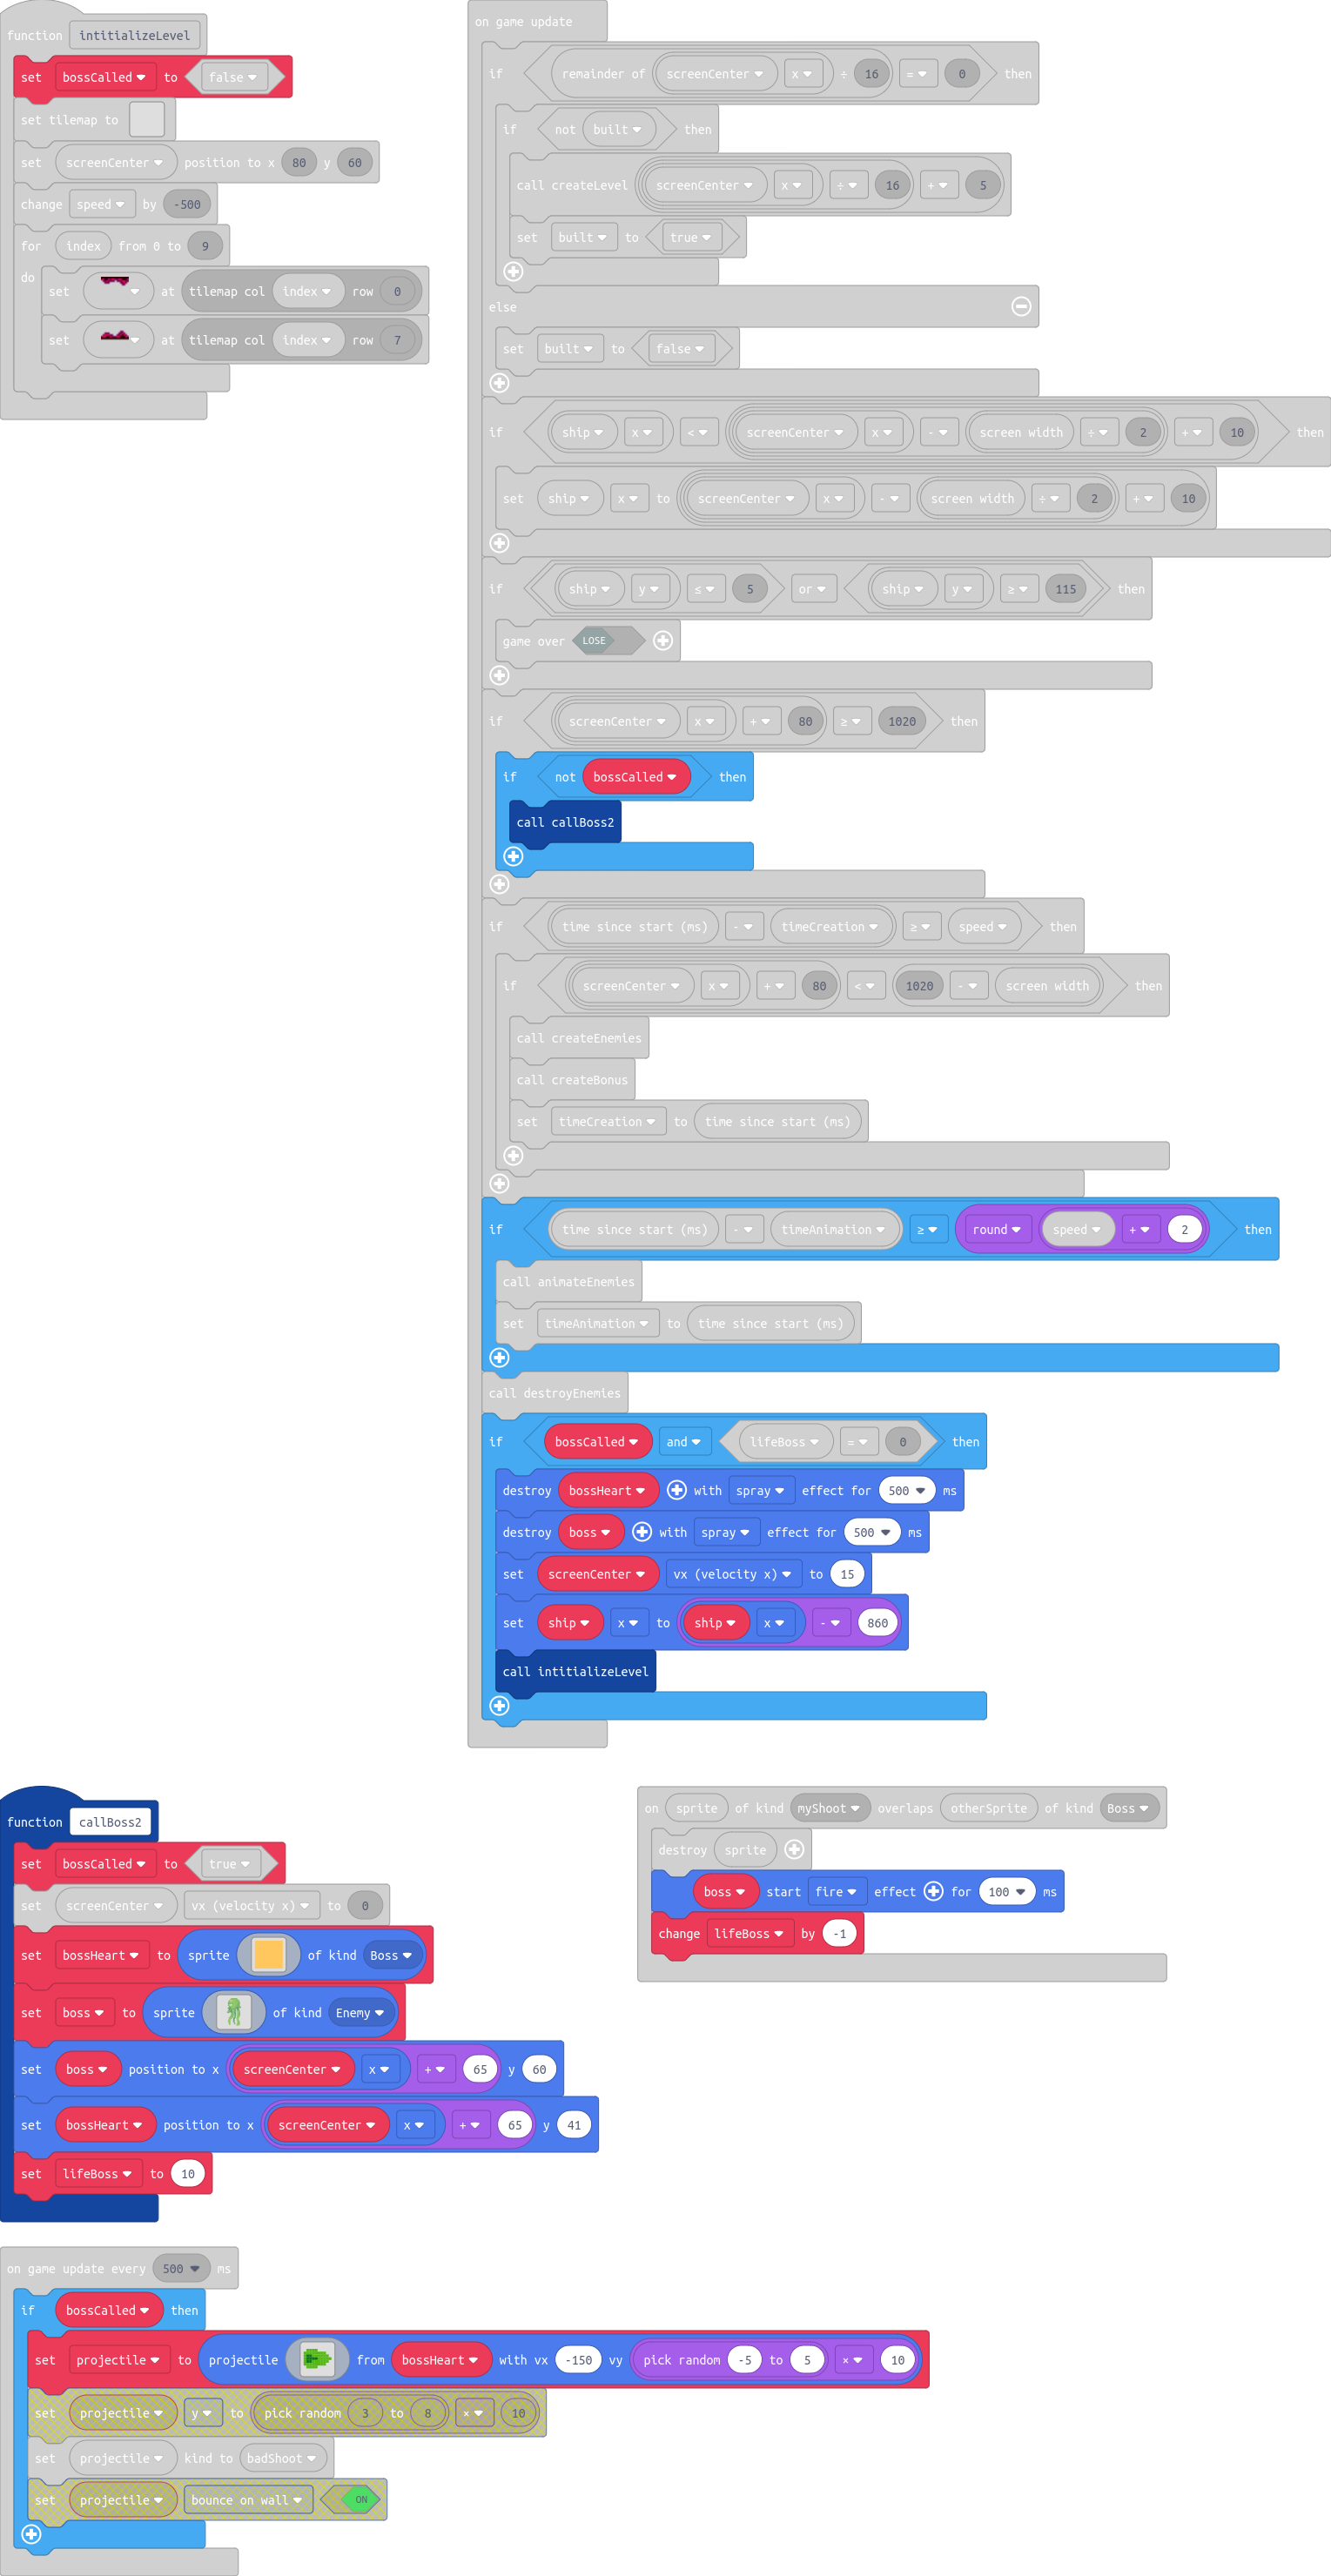 function intitializeLevel
set bossCalled to false
set tilemap to
set screenCenter position to x 80 y 60
change speed by -500
for index from 0 to 9
do
set at tilemap col index row 0
set at tilemap col index row 7
on game update
if remainder of screenCenter x ÷ 16 = 0 then
if not built then
call createLevel screenCenter x ÷ 16 + 5
set built to true
else
set built to false
if ship x < screenCenter x - screen width ÷ 2 + 10 then
set ship x to screenCenter x - screen width ÷ 2 + 10
if ship y ≤ 5 or ship y ≥ 115 then
game over LOSE
if screenCenter x + 80 ≥ 1020 then
if not bossCalled then
call callBoss2
if time since start (ms) - timeCreation ≥ speed then
if screenCenter x + 80 < 1020 - screen width then
call createEnemies
call createBonus
set timeCreation to time since start (ms)
if time since start (ms) - timeAnimation ≥ round speed + 2 then
call animateEnemies
set timeAnimation to time since start (ms)
call destroyEnemies
if bossCalled and lifeBoss = 0 then
destroy bossHeart with spray effect for 500 ms
destroy boss with spray effect for 500 ms
set screenCenter vx (velocity x) to 15
set ship x to ship x - 860
call intitializeLevel
function callBoss2
set bossCalled to true
set screenCenter vx (velocity x) to 0
set bossHeart to sprite of kind Boss
set boss to sprite of kind Enemy
set boss position to x screenCenter x + 65 y 60
set bossHeart position to x screenCenter x + 65 y 41
set lifeBoss to 10
on sprite of kind myShoot overlaps otherSprite of kind Boss
destroy sprite
boss start fire effect for 100 ms
change lifeBoss by -1
on game update every 500 ms
if bossCalled then
set projectile to projectile from bossHeart with vx -150 vy pick random -5 to 5 × 10
set projectile y to pick random 3 to 8 × 10
set projectile kind to badShoot
set projectile bounce on wall ON